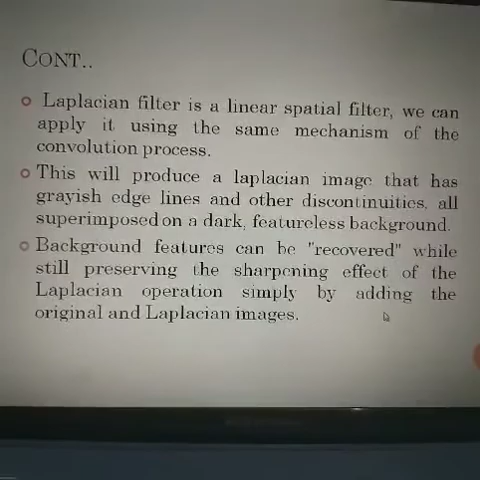 CONT..
Laplacian filter is a linear spatial filter, we can
apply it using the same mechanism of the
convolution process.
This will produce a laplacian image that has
grayish edge lines and other discontinuities, all
superimposed on a dark, featureless background.
Background features can be "recovered" while
still preserving the sharpening effect of the
Laplacian operation simply by adding the
original and Laplacian images.